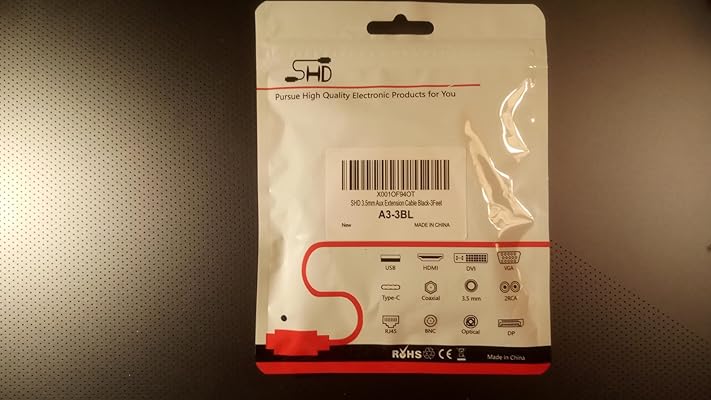 SHD
Pursue High Quality Electronic Products for You
X001OF94OT
SHD 3.5mm Aux Extension Cable Black-3Feet
A3-3BL
New MADE IN CHINA
USB HDMI DVI VGA
Type-C Coaxial 3.5 mm 2RCA
RJ45 BNC Optical DP
RoHS CE Made in China